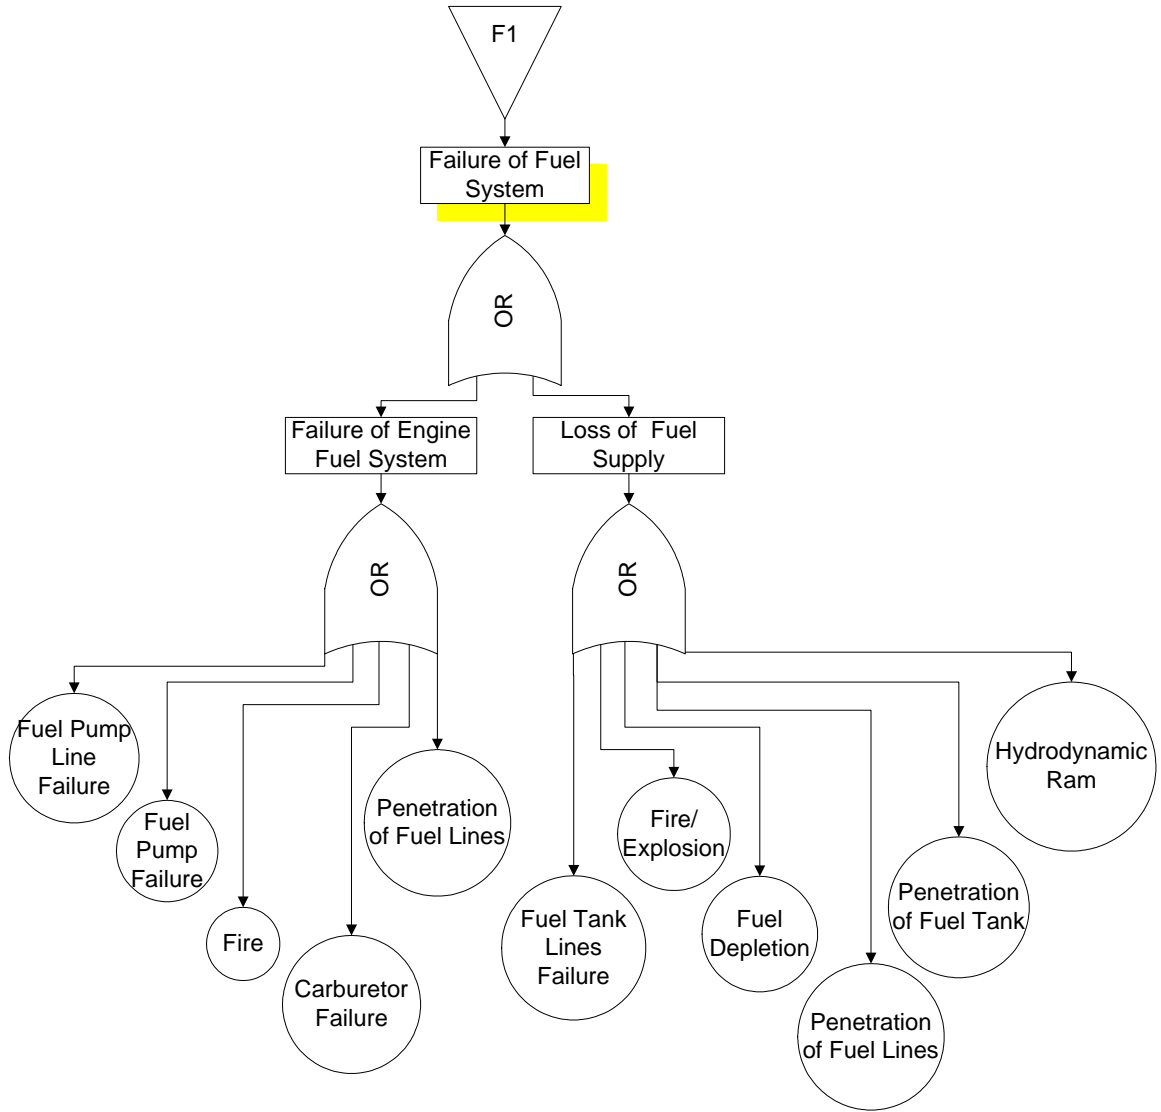 F1
Failure of Fuel
System
OR
Failure of Engine
Fuel System
Loss of Fuel
Supply
OR
OR
Fuel Pump
Line
Failure
Fuel
Pump
Failure
Fire
Carburetor
Failure
Penetration
of Fuel Lines
Fuel Tank
Lines
Failure
Fire/
Explosion
Fuel
Depletion
Penetration
of Fuel Lines
Penetration
of Fuel Tank
Hydrodynamic
Ram